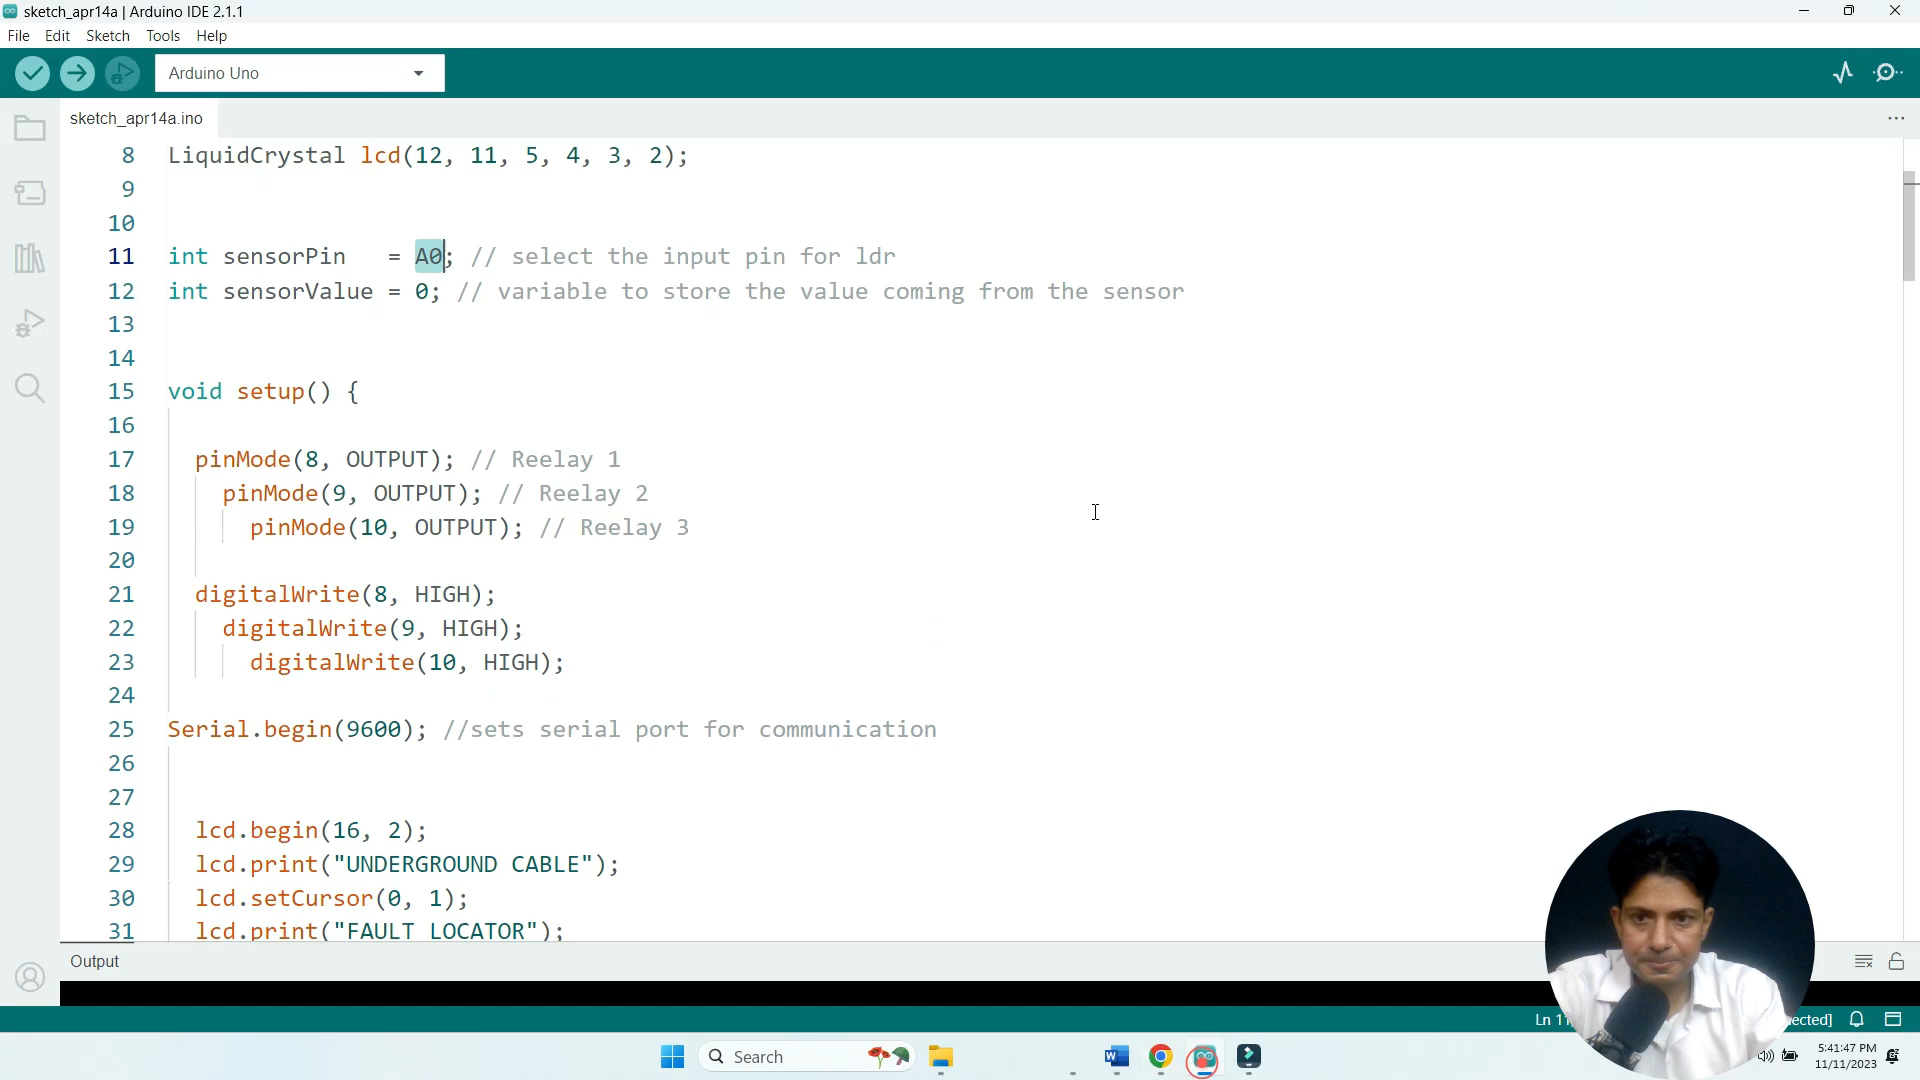 sketch_apr14a | Arduino IDE 2.1.1
File Edit Sketch Tools Help
Arduino Uno
sketch_apr14a.ino
8 LiquidCrystal lcd(12, 11, 5, 4, 3, 2);
9
10
11 int sensorPin = A0; // select the input pin for ldr
12 int sensorValue = 0; // variable to store the value coming from the sensor
13
14
15 void setup() {
16
17 pinMode(8, OUTPUT); // Reelay 1
18 pinMode(9, OUTPUT); // Reelay 2
19 pinMode(10, OUTPUT); // Reelay 3
20
21 digitalWrite(8, HIGH);
22 digitalWrite(9, HIGH);
23 digitalWrite(10, HIGH);
24
25 Serial.begin(9600); //sets serial port for communication
26
27
28 lcd.begin(16, 2);
29 lcd.print("UNDERGROUND CABLE");
30 lcd.setCursor(0, 1);
31 lcd.print("FAULT LOCATOR");
Output
Ln
Search
5:41:47 PM
11/11/2023